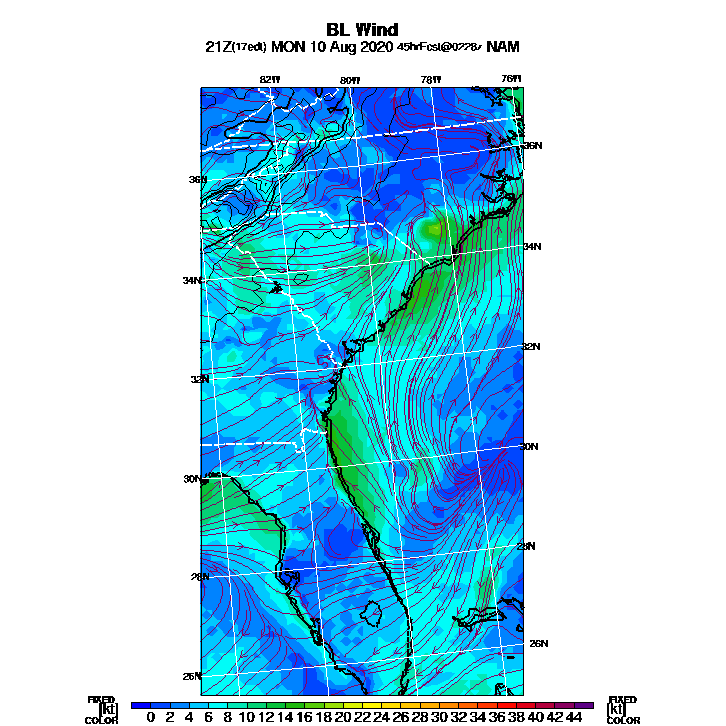 BL Wind
21Z(17edt) MON 10 Aug 2020 45hrFcst@0228z NAM
82W 80W 78W 76W
36N
36N
34N
34N
32N
32N
30N
30N
28N
28N
26N
26N
FIXED FIXED
[kt] 0 2 4 6 8 10 12 14 16 18 20 22 24 26 28 30 32 34 36 38 40 42 44 [kt]
COLOR COLOR